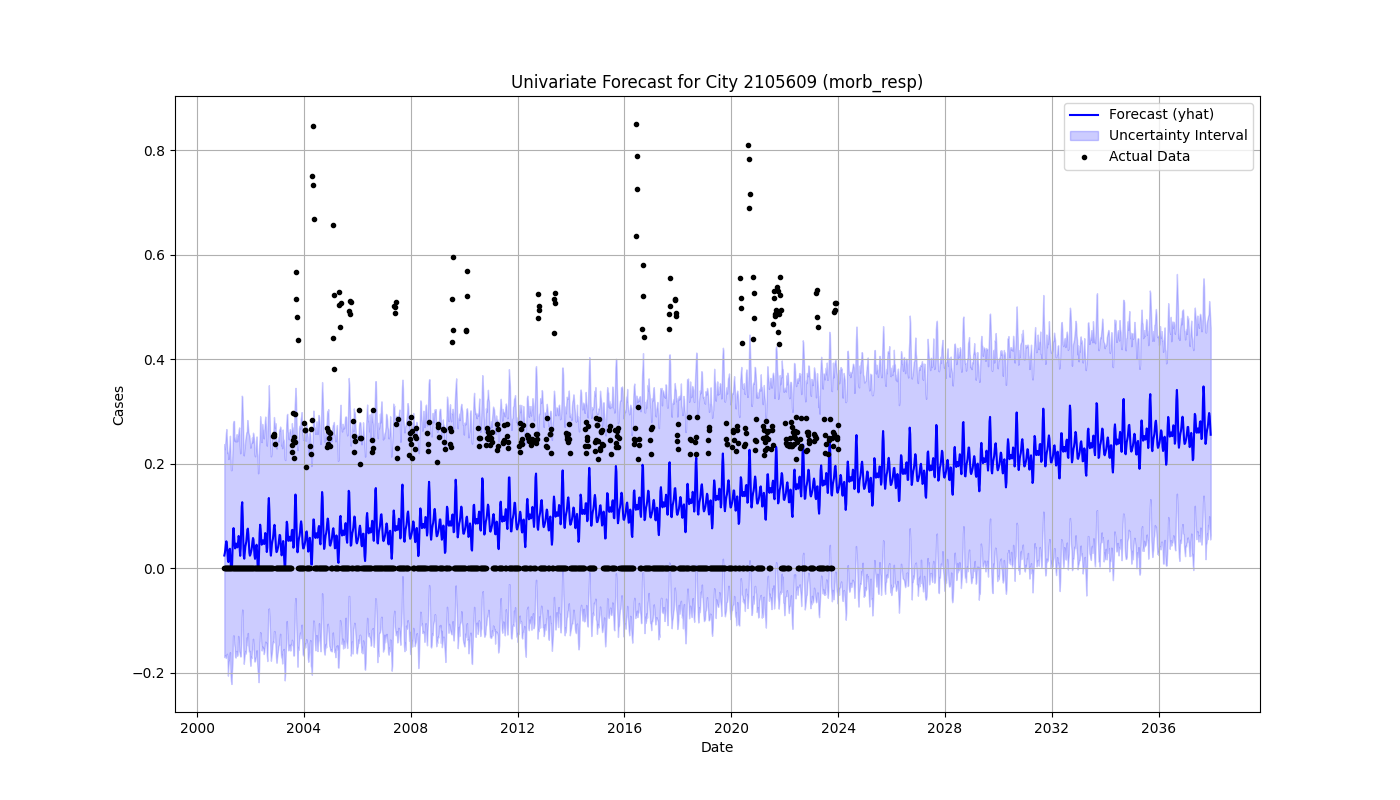 Univariate Forecast for City 2105609 (morb_resp)
Forecast (yhat)
Uncertainty Interval
Actual Data
Cases
0.8
0.6
0.4
0.2
0.0
−0.2
2000 2004 2008 2012 2016 2020 2024 2028 2032 2036
Date